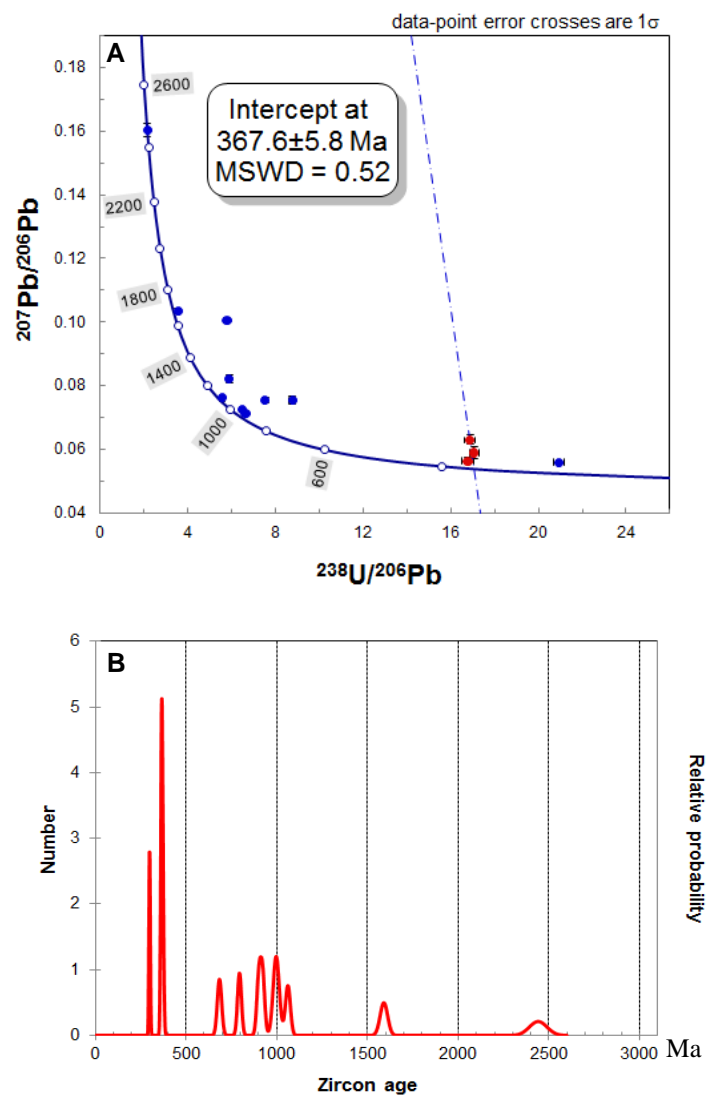 data-point error crosses are 1σ
A
Intercept at
367.6±5.8 Ma
MSWD = 0.52
2600
2200
1800
1400
1000
600
0.18
0.16
0.14
0.12
0.10
0.08
0.06
0.04
207Pb/206Pb
0 4 8 12 16 20 24
238U/206Pb
B
6
5
4
3
2
1
0
Number
Relative probability
0 500 1000 1500 2000 2500 3000 Ma
Zircon age